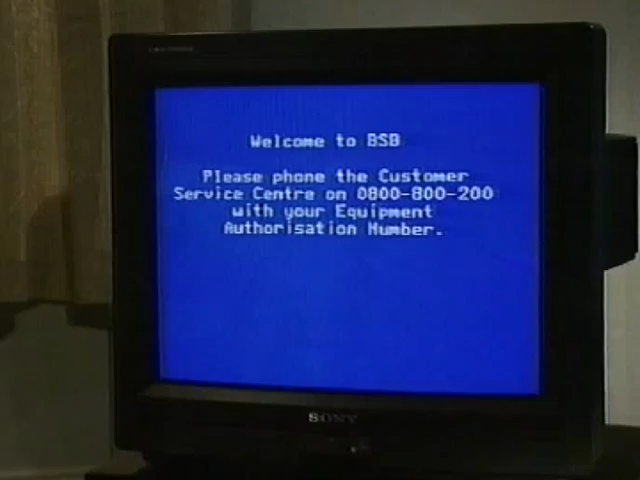 Welcome to BSB
Please phone the Customer
Service Centre on 0800-800-200
with your Equipment
Authorisation Number.
SONY